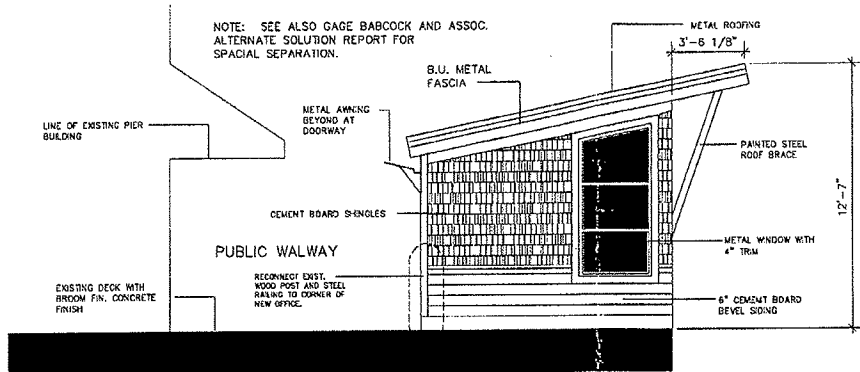 NOTE: SEE ALSO GAGE BABCOCK AND ASSOC.
ALTERNATE SOLUTION REPORT FOR
SPACIAL SEPARATION.
METAL ROOFING
3'-6 1/8"
B.U. METAL
FASCIA
METAL AWNING
BEYOND AT
DOORWAY
LINE OF EXISTING PIER
BUILDING
PAINTED STEEL
ROOF BRACE
12'-7"
CEMENT BOARD SHINGLES
PUBLIC WALWAY
METAL WINDOW WITH
4" TRIM
RECONNECT EXIST.
WOOD POST AND STEEL
RAILING TO CORNER OF
NEW OFFICE.
EXISTING DECK WITH
BROOM FIN. CONCRETE
FINISH
6" CEMENT BOARD
BEVEL SIDING